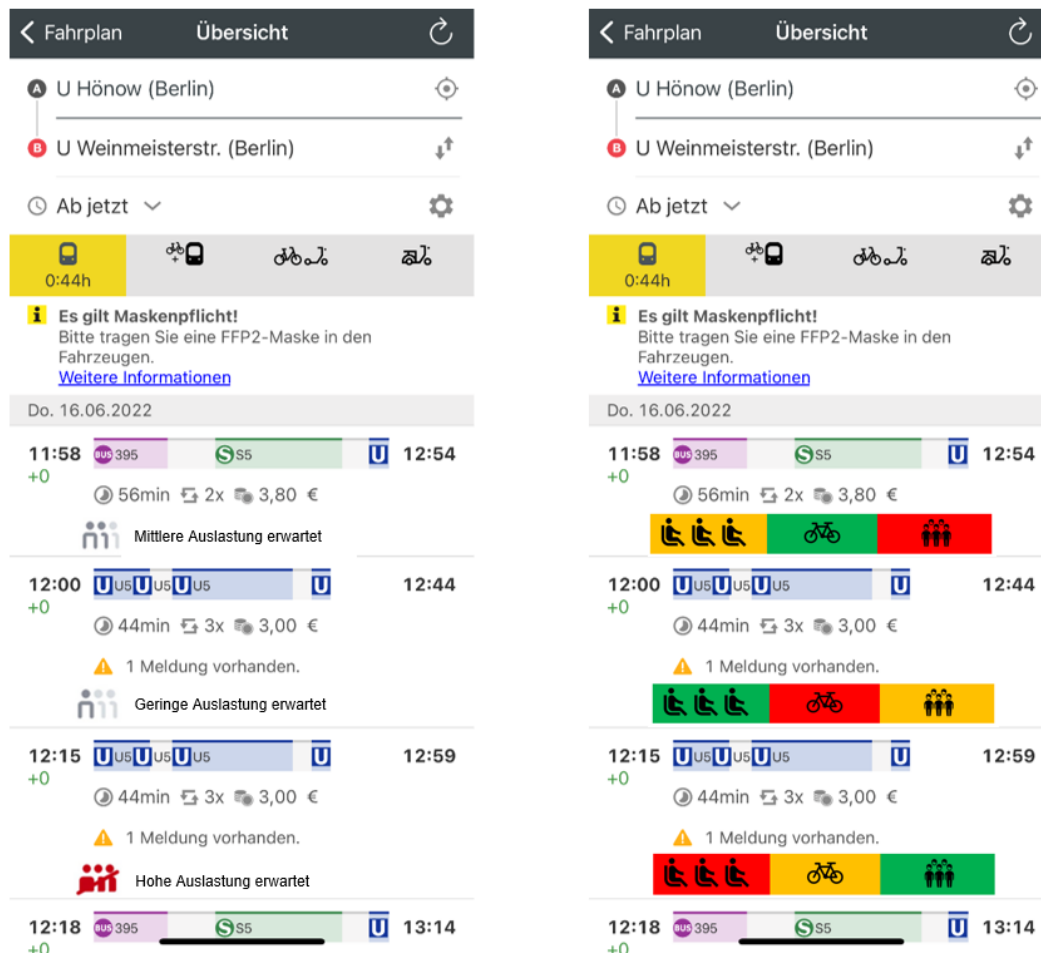 Fahrplan Übersicht
A U Hönow (Berlin)
B U Weinmeisterstr. (Berlin)
Ab jetzt
0:44h
i Es gilt Maskenpflicht!
Bitte tragen Sie eine FFP2-Maske in den
Fahrzeugen.
Weitere Informationen
Do. 16.06.2022
11:58 BUS 395 S S5 U 12:54
+0
56min 2x 3,80 €
Mittlere Auslastung erwartet
12:00 U U5 U U5 U U5 U 12:44
+0
44min 3x 3,00 €
1 Meldung vorhanden.
Geringe Auslastung erwartet
12:15 U U5 U U5 U U5 U 12:59
+0
44min 3x 3,00 €
1 Meldung vorhanden.
Hohe Auslastung erwartet
12:18 BUS 395 S S5 U 13:14
+0
Fahrplan Übersicht
A U Hönow (Berlin)
B U Weinmeisterstr. (Berlin)
Ab jetzt
0:44h
i Es gilt Maskenpflicht!
Bitte tragen Sie eine FFP2-Maske in den
Fahrzeugen.
Weitere Informationen
Do. 16.06.2022
11:58 BUS 395 S S5 U 12:54
+0
56min 2x 3,80 €
12:00 U U5 U U5 U U5 U 12:44
+0
44min 3x 3,00 €
1 Meldung vorhanden.
12:15 U U5 U U5 U U5 U 12:59
+0
44min 3x 3,00 €
1 Meldung vorhanden.
12:18 BUS 395 S S5 U 13:14
+0